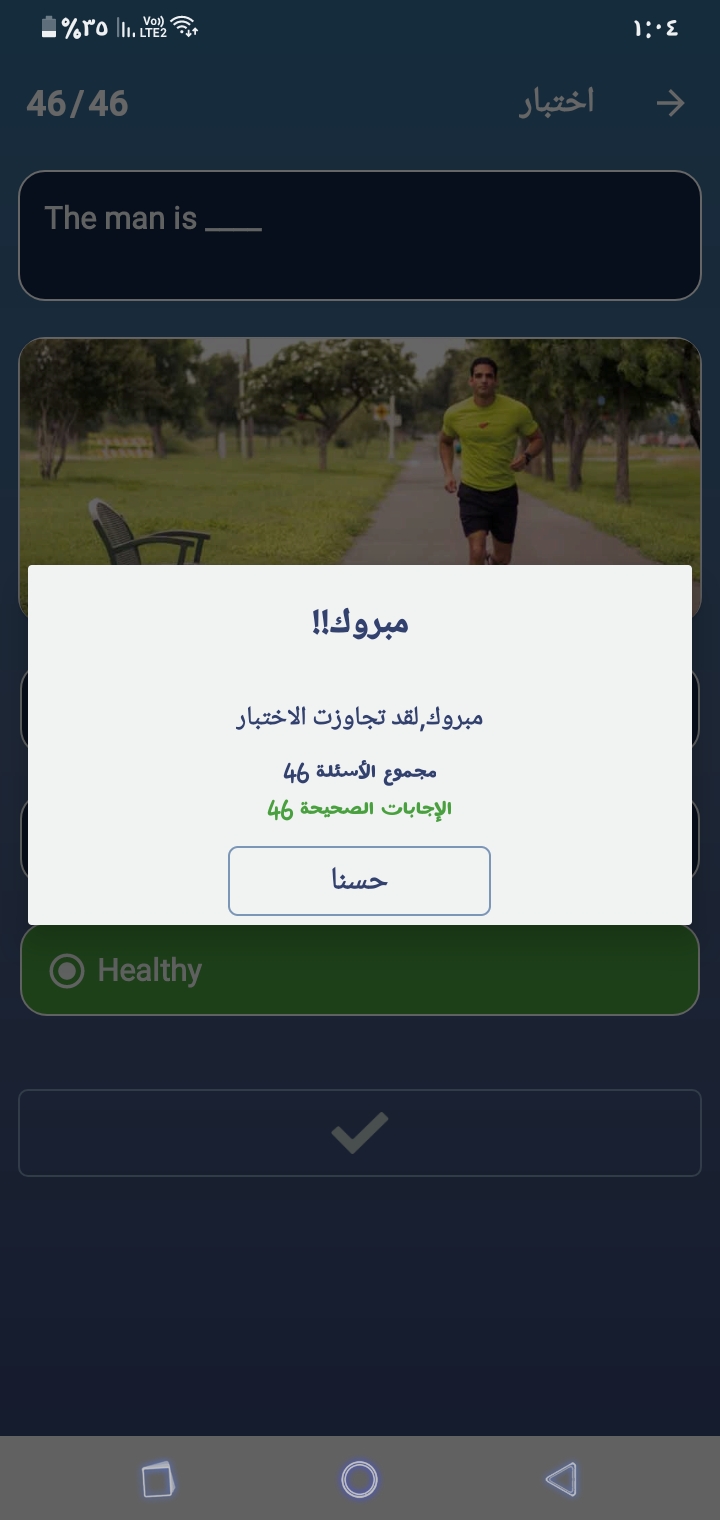 %٣٥ Vo)) LTE2 ١:٠٤
46/46 اختبار
The man is ____
مبروك!!
مبروك,لقد تجاوزت الاختبار
مجموع الأسئلة 46
الإجابات الصحيحة 46
حسنا
Healthy